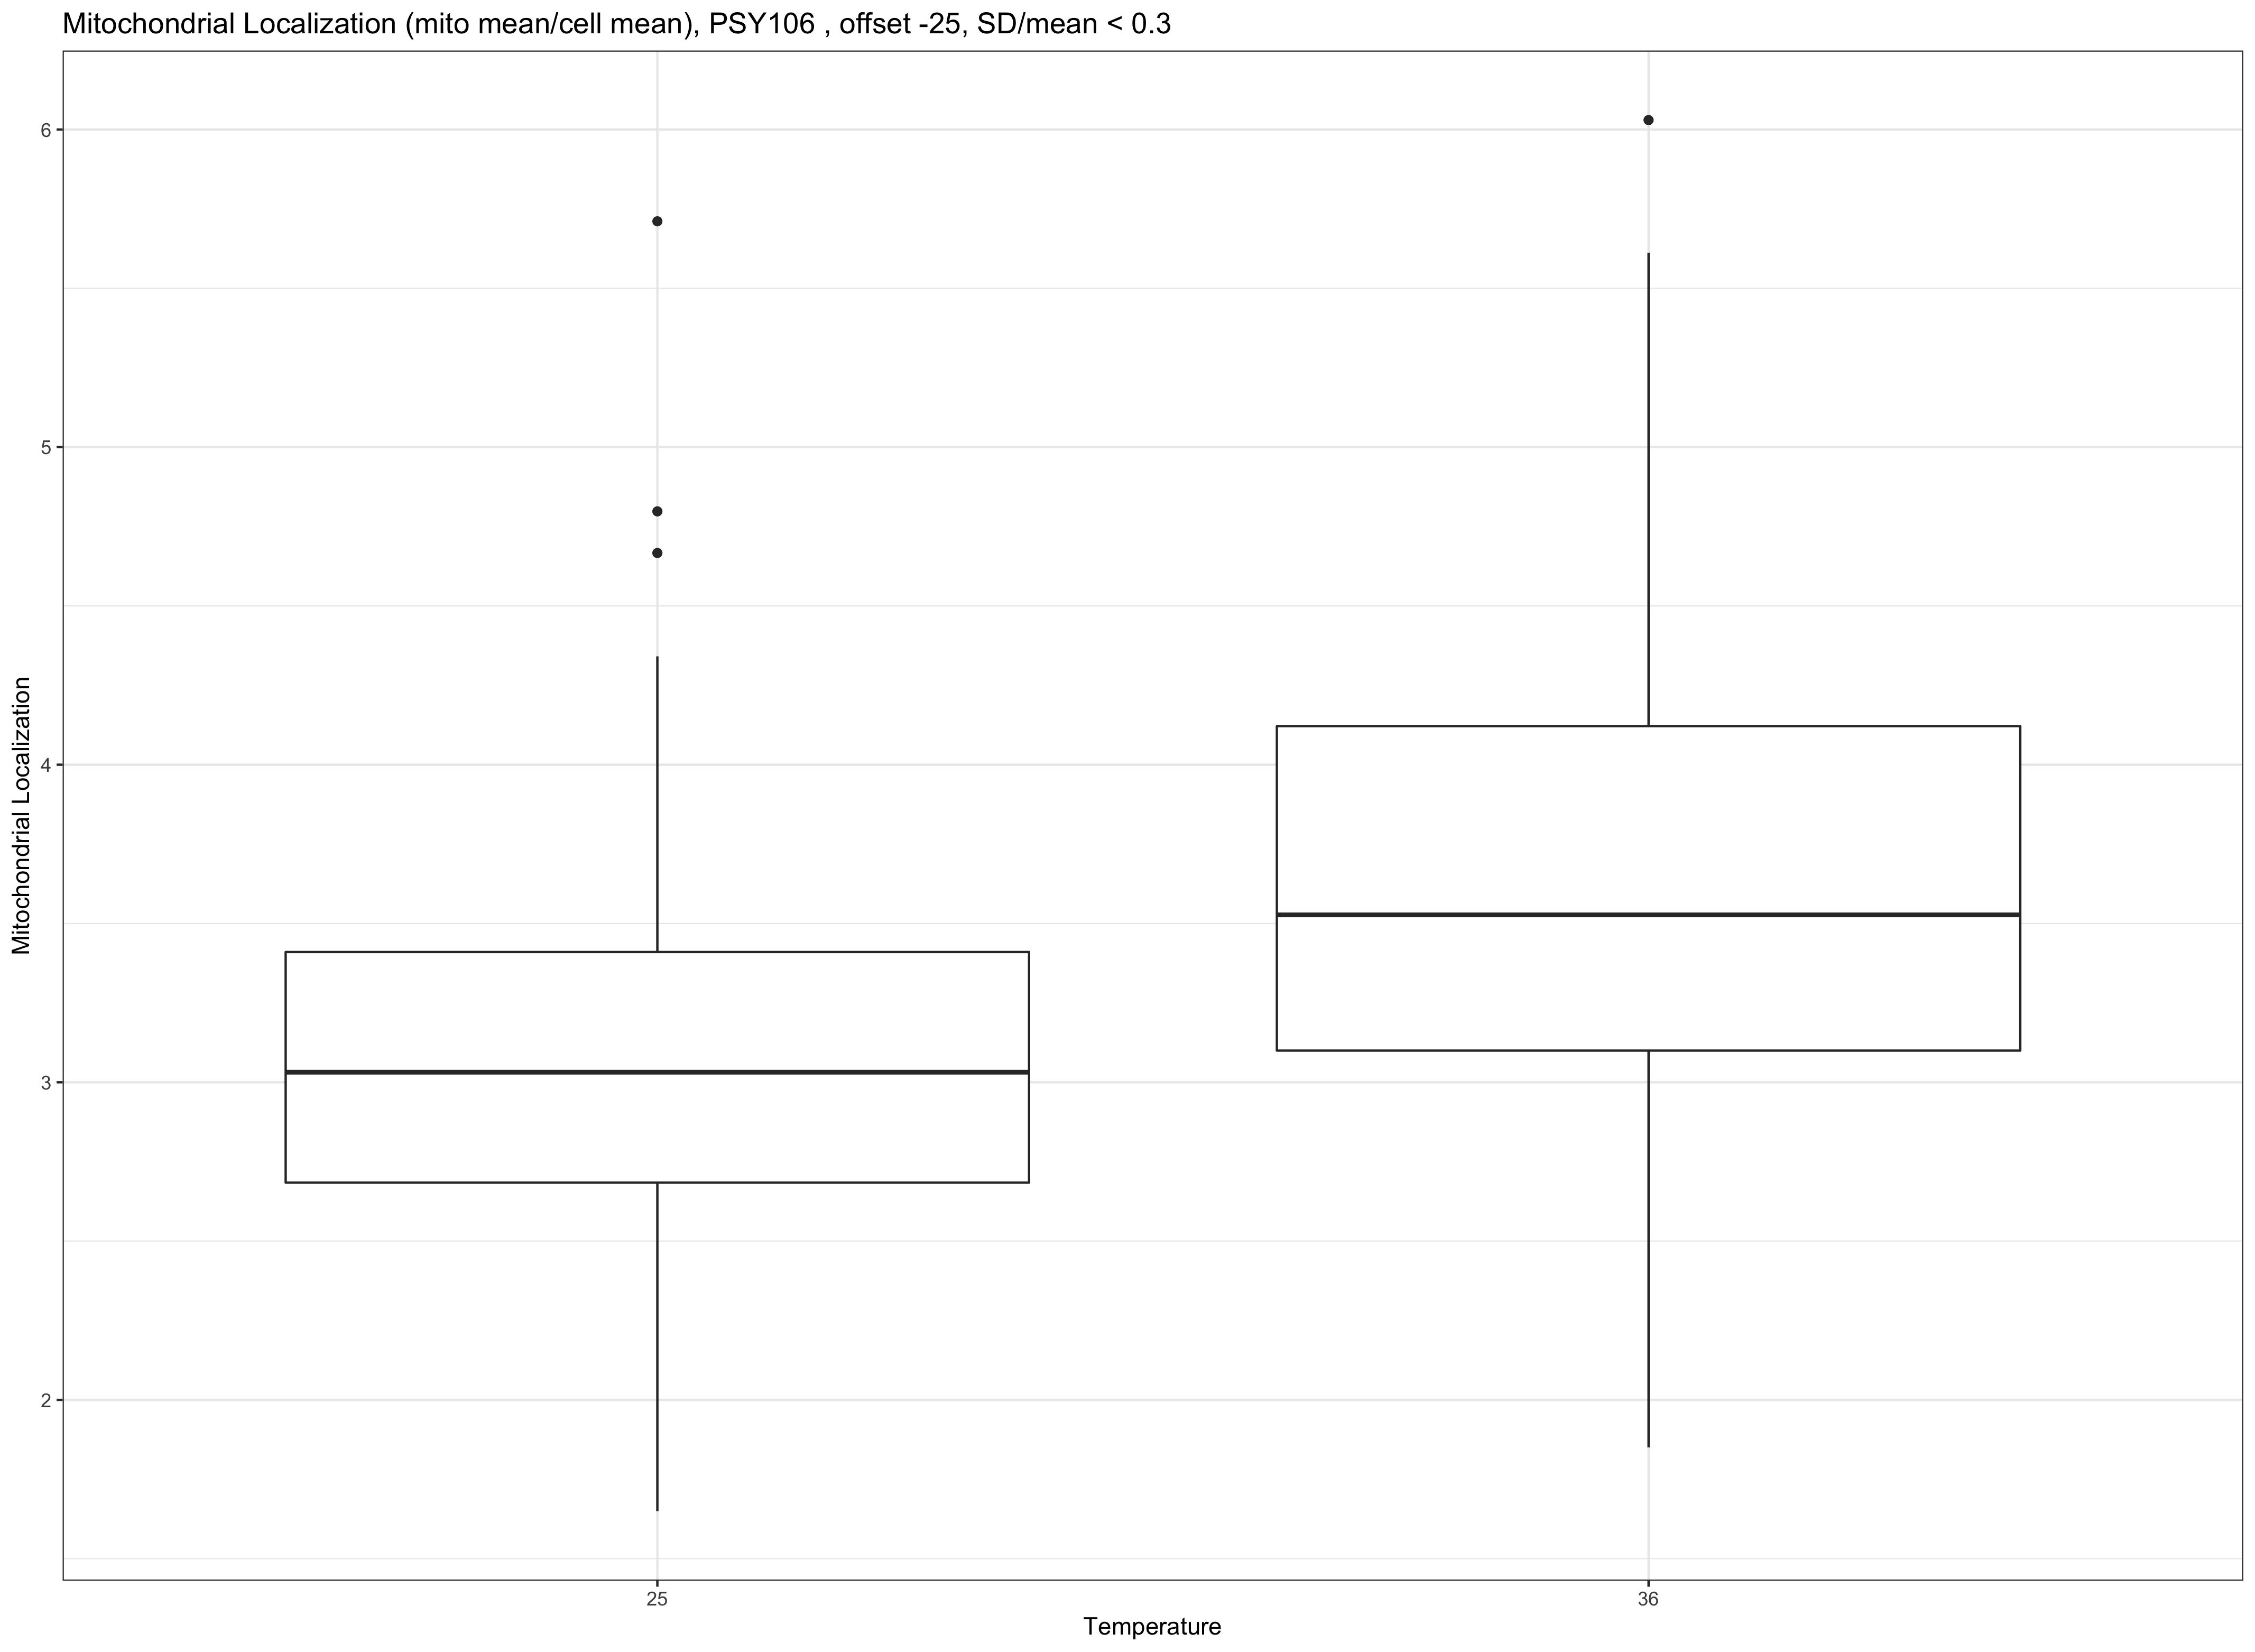 Mitochondrial Localization (mito mean/cell mean), PSY106 , offset -25, SD/mean < 0.3
6
5
4
3
2
Mitochondrial Localization
25
36
Temperature